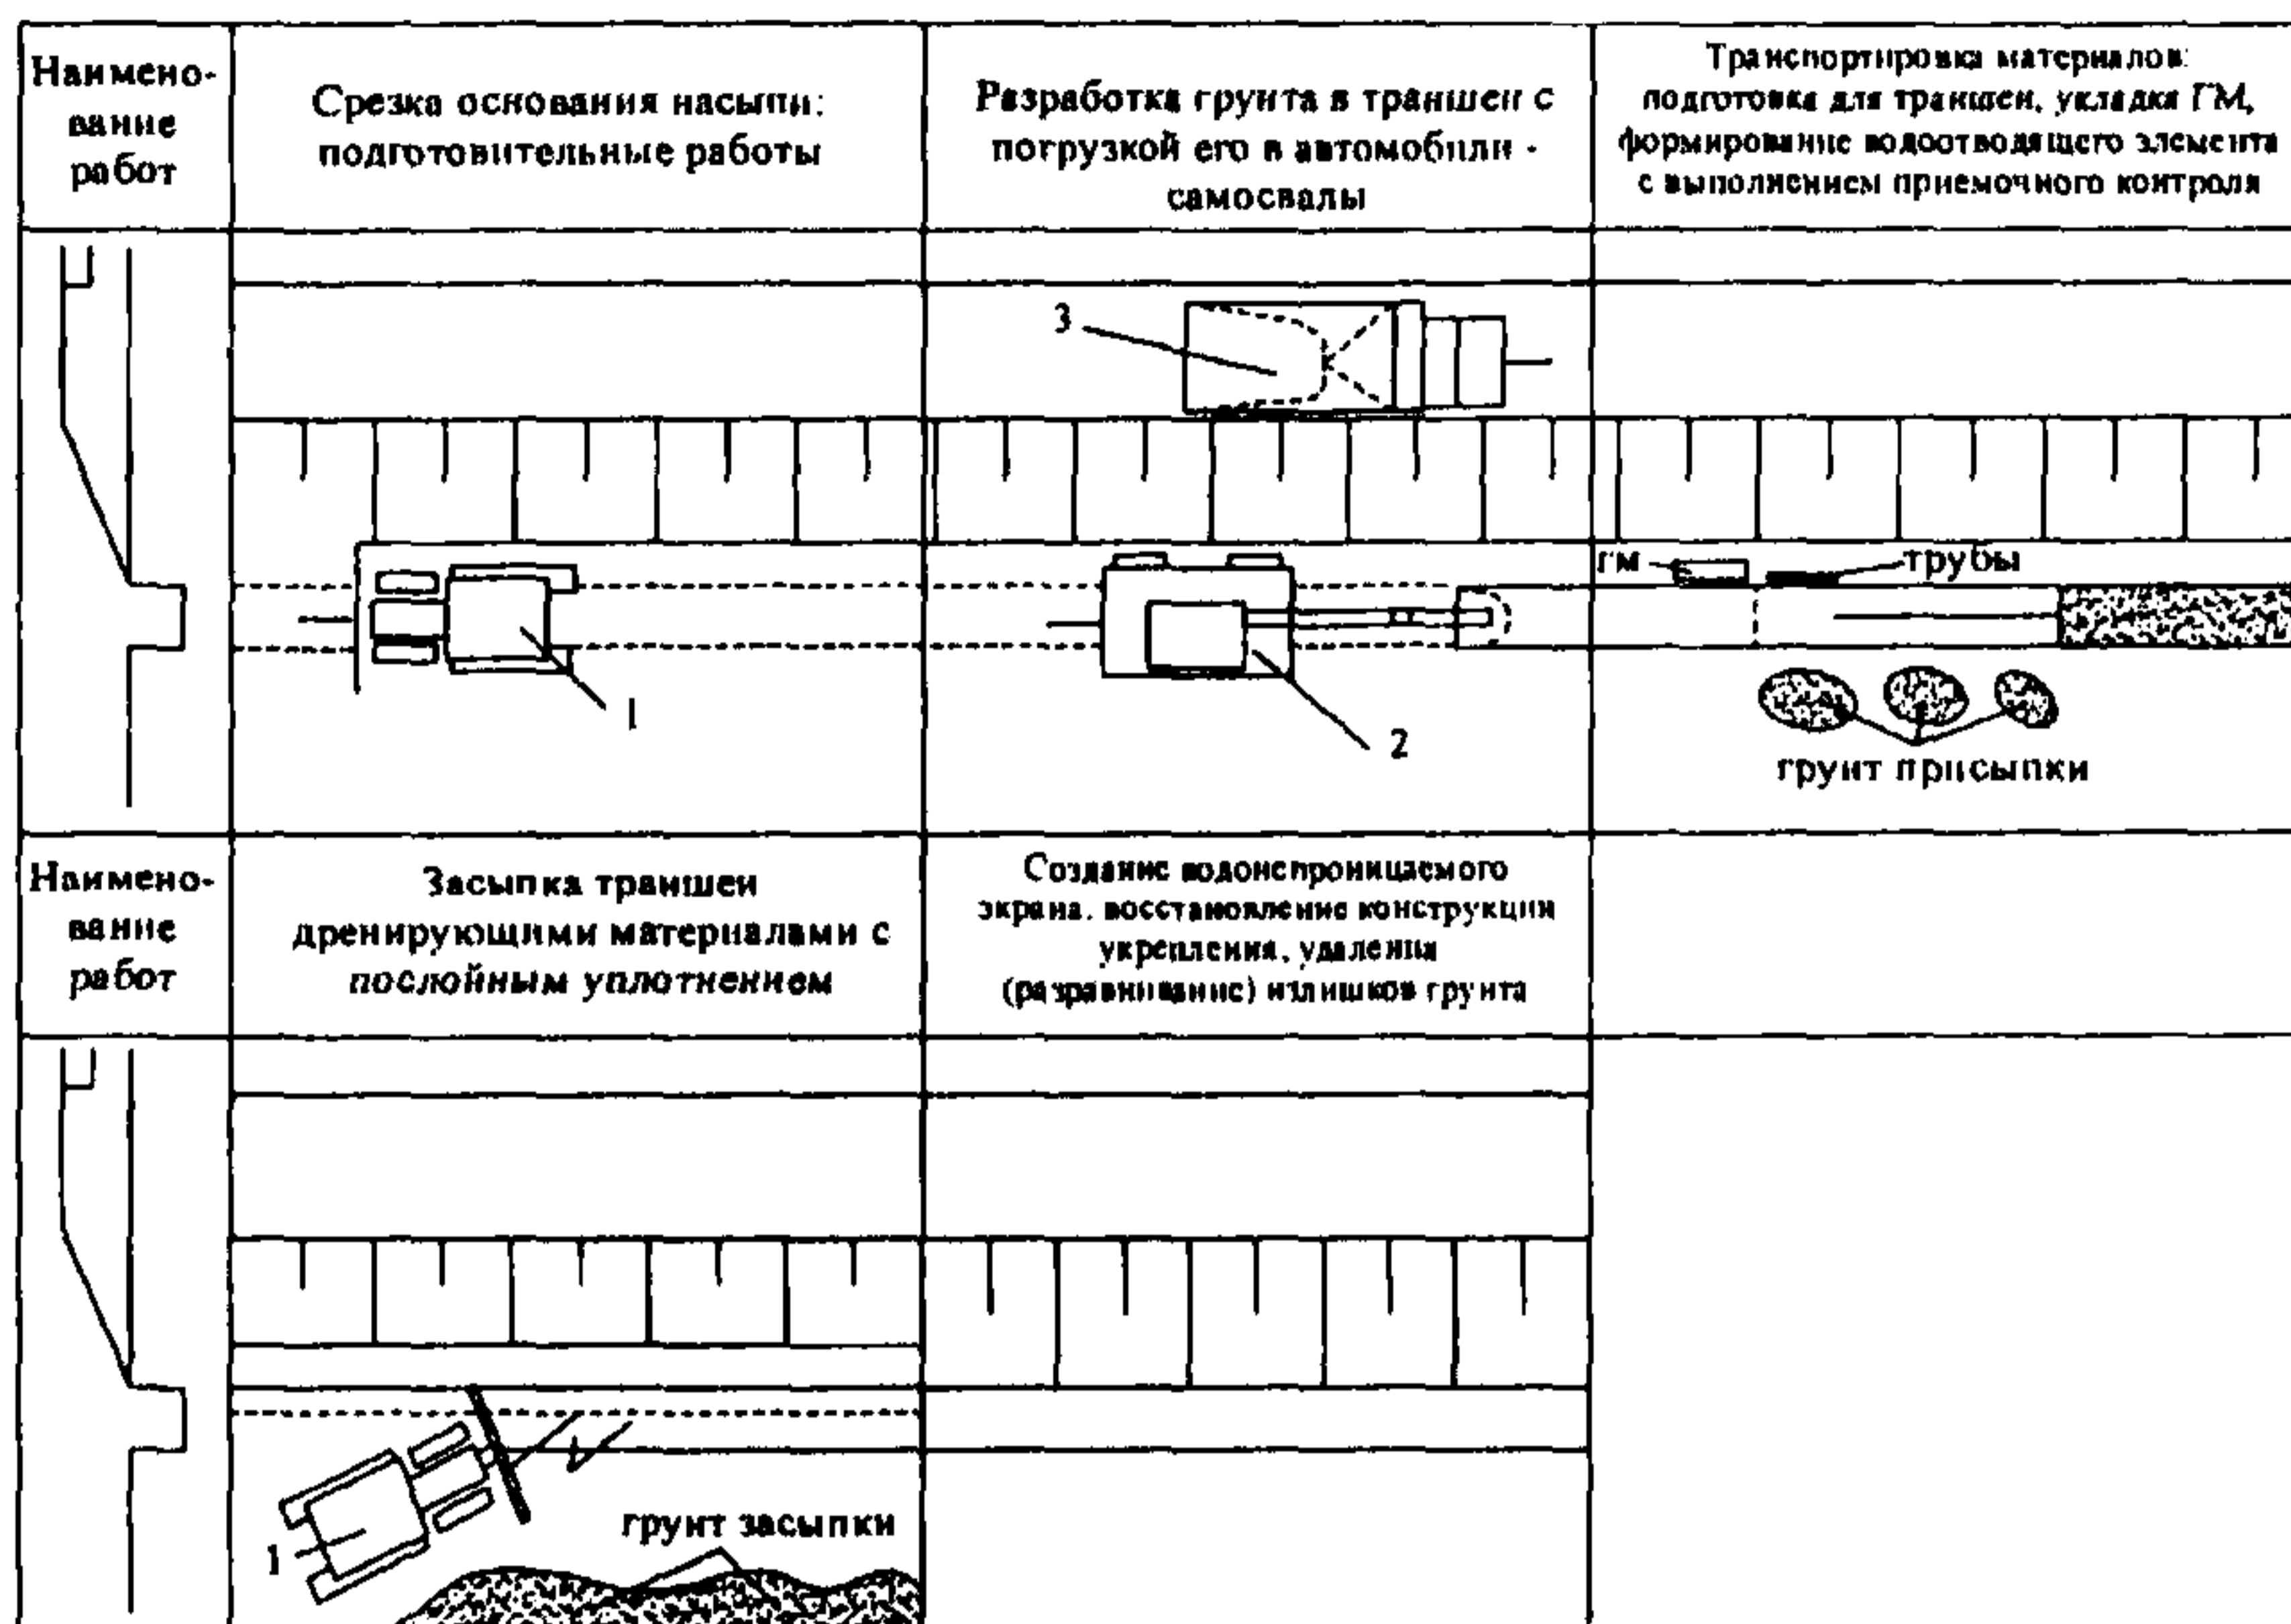 Наимено-
вание
работ
Срезка основания насыпи:
подготовительные работы
Разработка грунта в траншеи с
погрузкой его в автомобили -
самосвалы
Транспортировка материалов:
подготовка для траншеи, укладка ГМ,
формирование водоотводящего элемента
с выполнением приемочного контроля
3
гм
трубы
1
2
грунт присыпки
Наимено-
вание
работ
Засыпка траншеи
дренирующими материалами с
послойным уплотнением
Создание водонепроницаемого
экрана, восстановление конструкции
укрепления, удаления
(разравнивание) излишков грунта
грунт засыпки
1